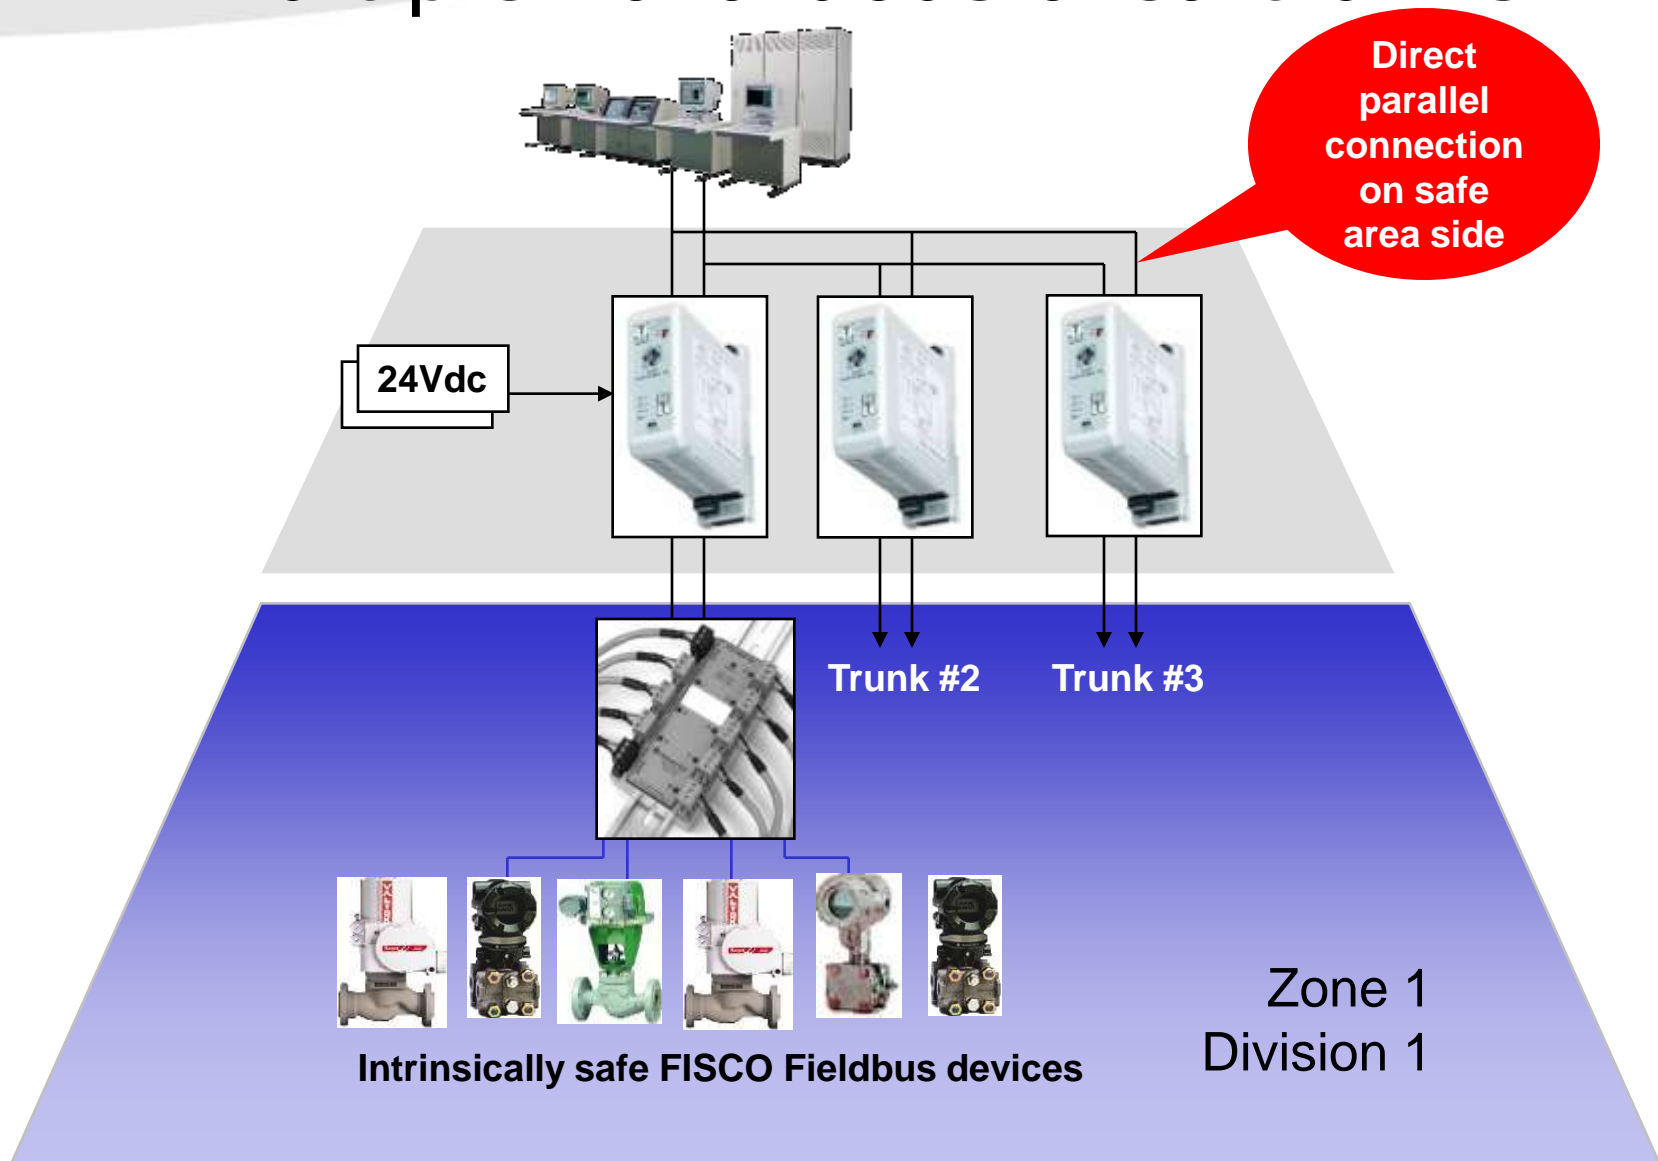 Direct
parallel
connection
on safe
area side
24Vdc
Trunk #2
Trunk #3
Intrinsically safe FISCO Fieldbus devices
Zone 1
Division 1